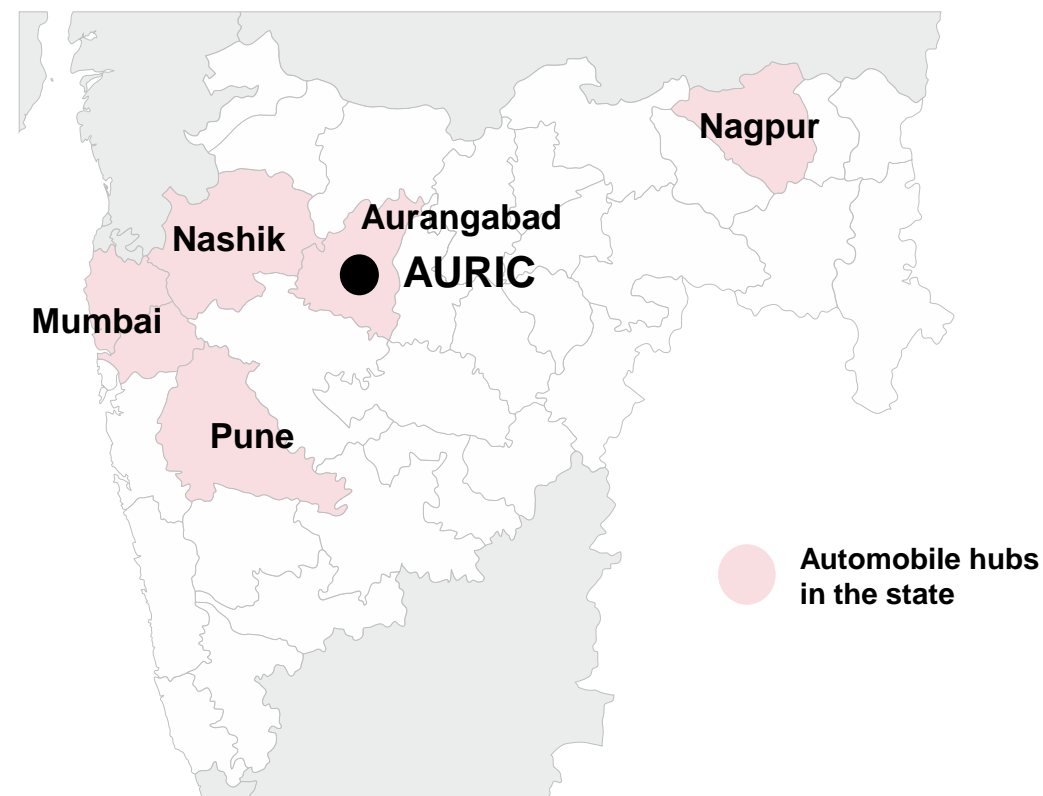 Nagpur
Aurangabad
Nashik
AURIC
Mumbai
Pune
Automobile hubs
in the state